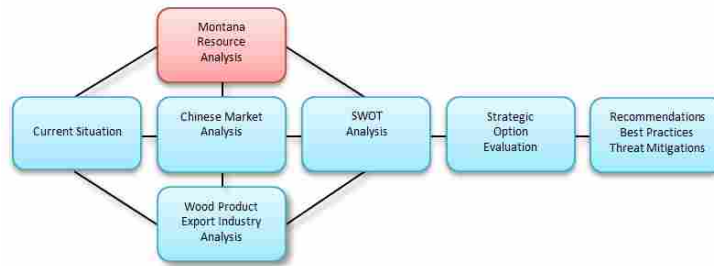 Montana
Resource
Analysis
Current Situation
Chinese Market
Analysis
SWOT
Analysis
Strategic
Option
Evaluation
Recommendations
Best Practices
Threat Mitigations
Wood Product
Export Industry
Analysis